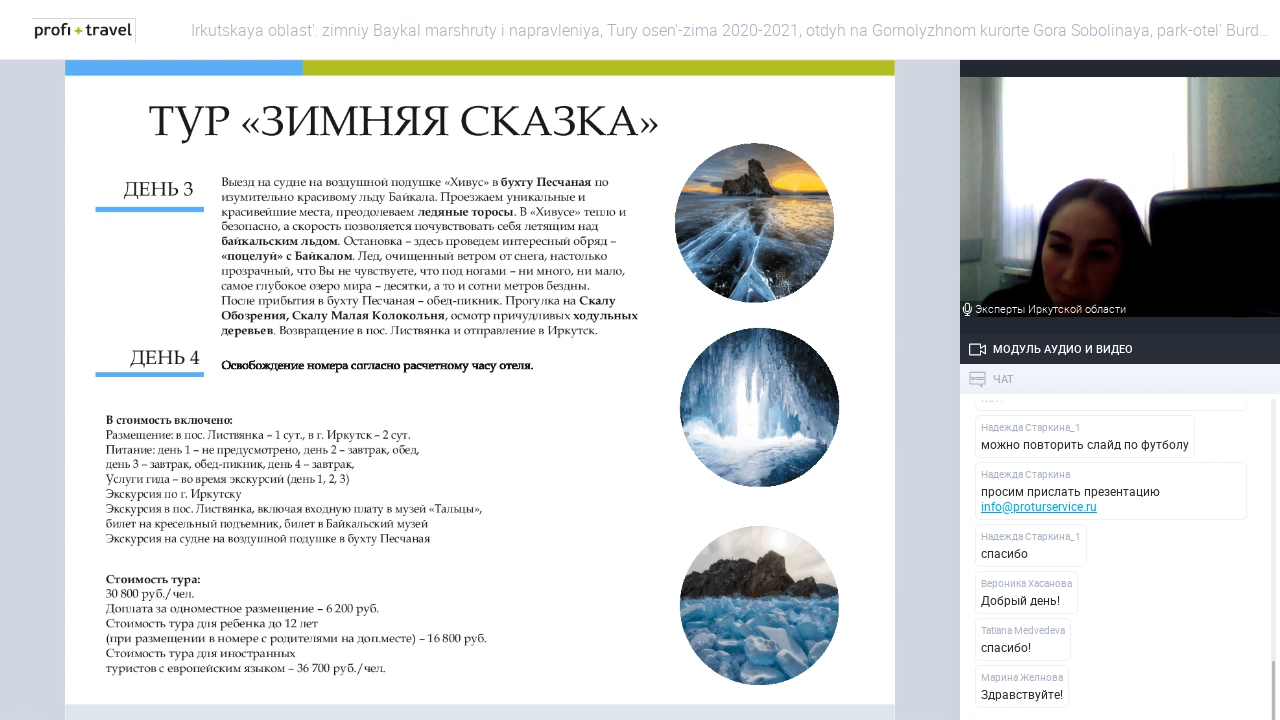 profi + travel
Irkutskaya oblast': zimniy Baykal marshruty i napravleniya, Tury osen'-zima 2020-2021, otdyh na Gornolyzhnom kurorte Gora Sobolinaya, park-otel' Burd...
ТУР «ЗИМНЯЯ СКАЗКА»
ДЕНЬ 3
Выезд на судне на воздушной подушке «Хивус» в бухту Песчаная по
изумительно красивому льду Байкала. Проезжаем уникальные и
красивейшие места, преодолеваем ледяные торосы. В «Хивусе» тепло и
безопасно, а скорость позволяется почувствовать себя летящим над
байкальским льдом. Остановка – здесь проведем интересный обряд –
«поцелуй» с Байкалом. Лед, очищенный ветром от снега, настолько
прозрачный, что Вы не чувствуете, что под ногами – ни много, ни мало,
самое глубокое озеро мира – десятки, а то и сотни метров бездны.
После прибытия в бухту Песчаная – обед-пикник. Прогулка на Скалу
Обозрения, Скалу Малая Колокольня, осмотр причудливых ходульных
деревьев. Возвращение в пос. Листвянка и отправление в Иркутск.
ДЕНЬ 4
Освобождение номера согласно расчетному часу отеля.
В стоимость включено:
Размещение: в пос. Листвянка – 1 сут., в г. Иркутск – 2 сут.
Питание: день 1 – не предусмотрено, день 2 – завтрак, обед,
день 3 – завтрак, обед-пикник, день 4 – завтрак,
Услуги гида – во время экскурсий (день 1, 2, 3)
Экскурсия по г. Иркутску
Экскурсия в пос. Листвянка, включая входную плату в музей «Тальцы»,
билет на кресельный подъемник, билет в Байкальский музей
Экскурсия на судне на воздушной подушке в бухту Песчаная
Стоимость тура:
30 800 руб./чел.
Доплата за одноместное размещение – 6 200 руб.
Стоимость тура для ребенка до 12 лет
(при размещении в номере с родителями на доп.месте) – 16 800 руб.
Стоимость тура для иностранных
туристов с европейским языком – 36 700 руб./чел.
Эксперты Иркутской области
МОДУЛЬ АУДИО И ВИДЕО
ЧАТ
Надежда Старкина_1
можно повторить слайд по футболу
Надежда Старкина
просим прислать презентацию
info@proturservice.ru
Надежда Старкина_1
спасибо
Вероника Хасанова
Добрый день!
Tatiana Medvedeva
спасибо!
Марина Желнова
Здравствуйте!